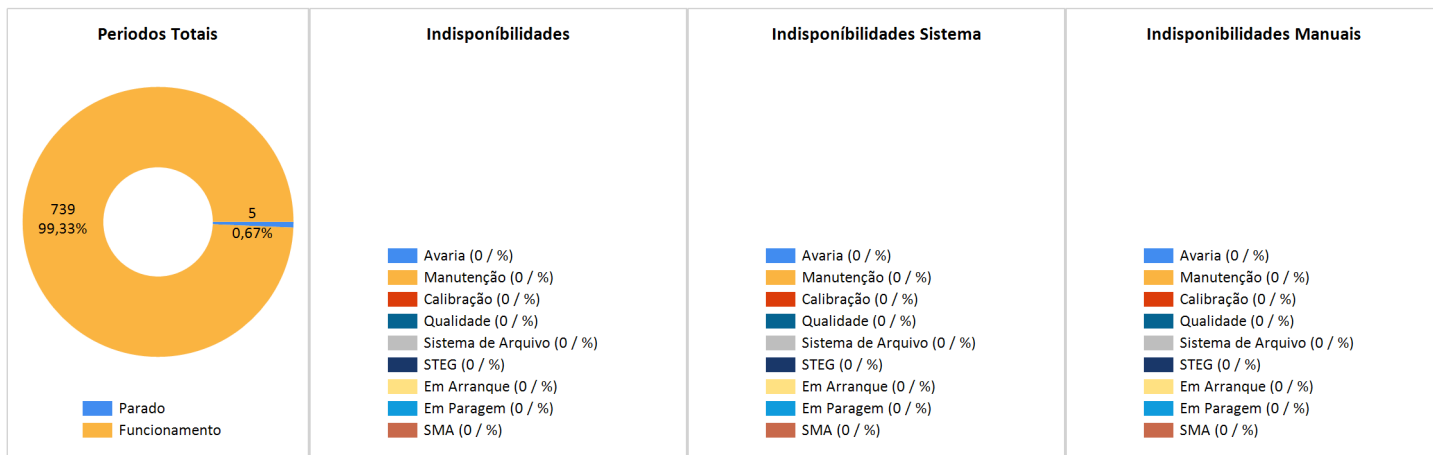 Periodos Totais
739
99,33%
5
0,67%
Parado
Funcionamento
Indisponíbilidades
Avaria (0 / %)
Manutenção (0 / %)
Calibração (0 / %)
Qualidade (0 / %)
Sistema de Arquivo (0 / %)
STEG (0 / %)
Em Arranque (0 / %)
Em Paragem (0 / %)
SMA (0 / %)
Indisponíbilidades Sistema
Avaria (0 / %)
Manutenção (0 / %)
Calibração (0 / %)
Qualidade (0 / %)
Sistema de Arquivo (0 / %)
STEG (0 / %)
Em Arranque (0 / %)
Em Paragem (0 / %)
SMA (0 / %)
Indisponibilidades Manuais
Avaria (0 / %)
Manutenção (0 / %)
Calibração (0 / %)
Qualidade (0 / %)
Sistema de Arquivo (0 / %)
STEG (0 / %)
Em Arranque (0 / %)
Em Paragem (0 / %)
SMA (0 / %)